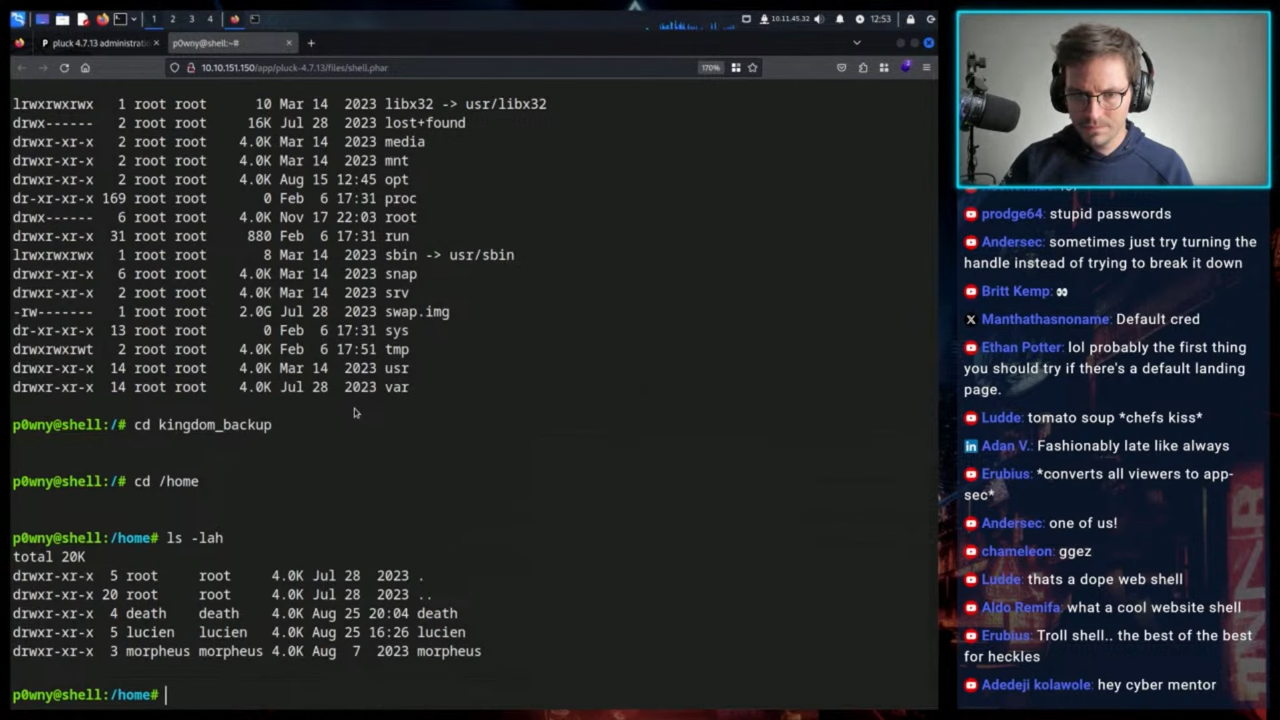 1 2 3 4
10.11.45.32
12:53
pluck 4.7.13 administrati
p0wny@shell:~#
10.10.151.150/app/pluck-4.7.13/files/shell.phar
170%
lrwxrwxrwx 1 root root 10 Mar 14 2023 libx32 -> usr/libx32
drwx------ 2 root root 16K Jul 28 2023 lost+found
drwxr-xr-x 2 root root 4.0K Mar 14 2023 media
drwxr-xr-x 2 root root 4.0K Mar 14 2023 mnt
drwxr-xr-x 2 root root 4.0K Aug 15 12:45 opt
dr-xr-xr-x 169 root root 0 Feb 6 17:31 proc
drwx------ 6 root root 4.0K Nov 17 22:03 root
drwxr-xr-x 31 root root 880 Feb 6 17:31 run
lrwxrwxrwx 1 root root 8 Mar 14 2023 sbin -> usr/sbin
drwxr-xr-x 6 root root 4.0K Mar 14 2023 snap
drwxr-xr-x 2 root root 4.0K Mar 14 2023 srv
-rw------- 1 root root 2.0G Jul 28 2023 swap.img
dr-xr-xr-x 13 root root 0 Feb 6 17:31 sys
drwxrwxrwt 2 root root 4.0K Feb 6 17:51 tmp
drwxr-xr-x 14 root root 4.0K Mar 14 2023 usr
drwxr-xr-x 14 root root 4.0K Jul 28 2023 var
p0wny@shell:/# cd kingdom_backup
p0wny@shell:/# cd /home
p0wny@shell:/home# ls -lah
total 20K
drwxr-xr-x 5 root root 4.0K Jul 28 2023 .
drwxr-xr-x 20 root root 4.0K Jul 28 2023 ..
drwxr-xr-x 4 death death 4.0K Aug 25 20:04 death
drwxr-xr-x 5 lucien lucien 4.0K Aug 25 16:26 lucien
drwxr-xr-x 3 morpheus morpheus 4.0K Aug 7 2023 morpheus
p0wny@shell:/home#
prodge64: stupid passwords
Andersec: sometimes just try turning the
handle instead of trying to break it down
Britt Kemp: 👀
Manthathasnoname: Default cred
Ethan Potter: lol probably the first thing
you should try if there's a default landing
page.
Ludde: tomato soup *chefs kiss*
Adan V.: Fashionably late like always
Erubius: *converts all viewers to app-
sec*
Andersec: one of us!
chameleon: ggez
Ludde: thats a dope web shell
Aldo Remifa: what a cool website shell
Erubius: Troll shell.. the best of the best
for heckles
Adedeji kolawole: hey cyber mentor